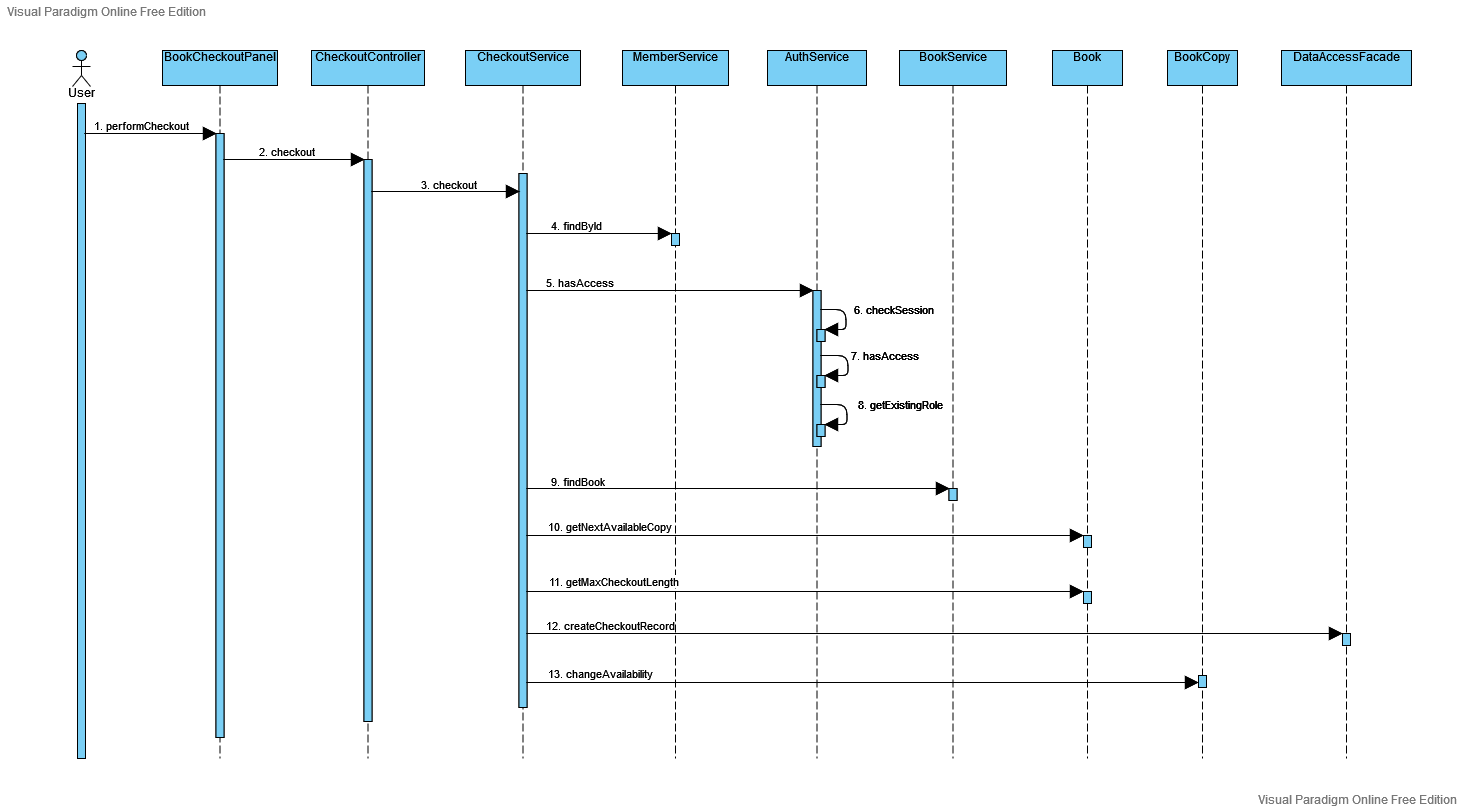 Visual Paradigm Online Free Edition
User
BookCheckoutPanel
CheckoutController
CheckoutService
MemberService
AuthService
BookService
Book
BookCopy
DataAccessFacade
1. performCheckout
2. checkout
3. checkout
4. findById
5. hasAccess
6. checkSession
7. hasAccess
8. getExistingRole
9. findBook
10. getNextAvailableCopy
11. getMaxCheckoutLength
12. createCheckoutRecord
13. changeAvailability
Visual Paradigm Online Free Edition